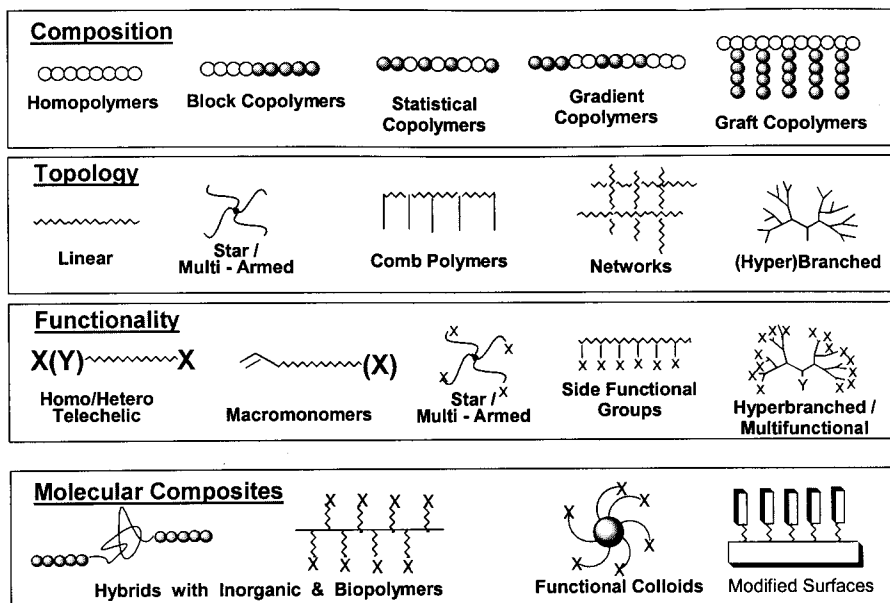 Composition
Homopolymers
Block Copolymers
Statistical
Copolymers
Gradient
Copolymers
Graft Copolymers
Topology
Linear
Star /
Multi - Armed
Comb Polymers
Networks
(Hyper)Branched
Functionality
X(Y) X
Homo/Hetero
Telechelic
(X)
Macromonomers
X
X
X
X
Star /
Multi - Armed
X X X X X X
Side Functional
Groups
X X X X X X X X X X X X X X X X
Y
Hyperbranched /
Multifunctional
Molecular Composites
X X X X
X X X X
Hybrids with Inorganic & Biopolymers
X X X X X X
Functional Colloids
Modified Surfaces